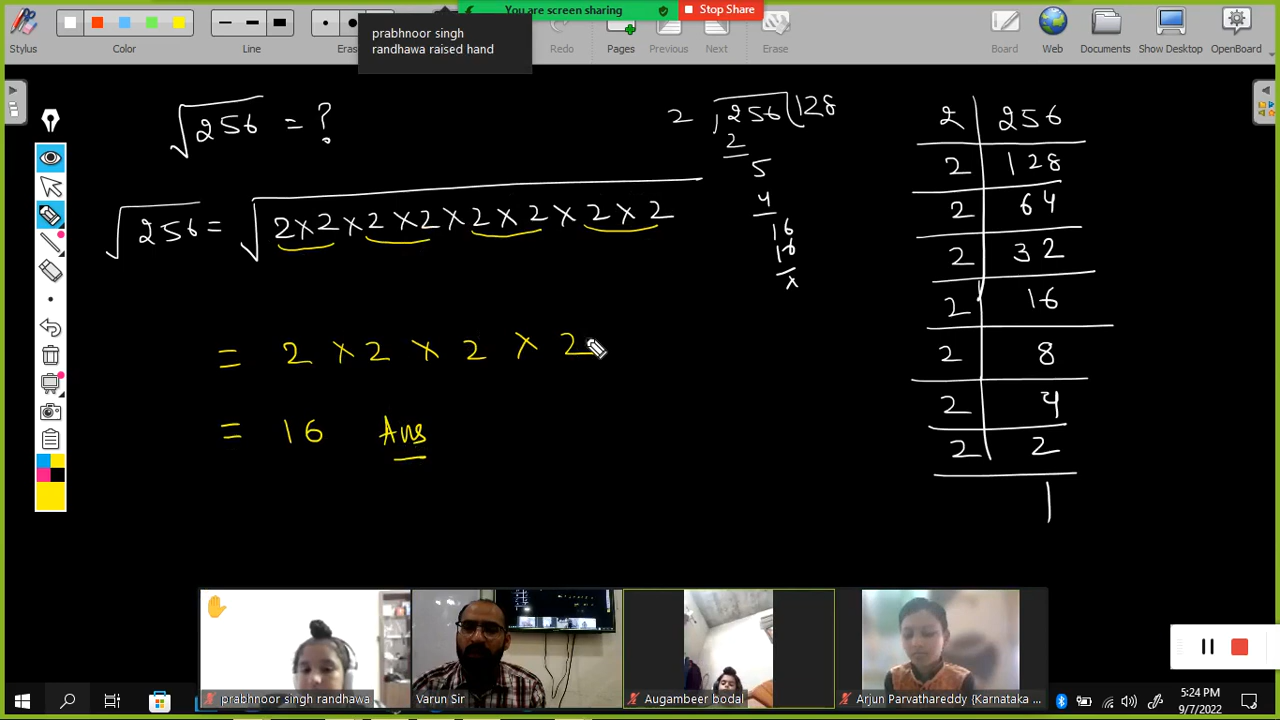 You are screen sharing
Stop Share
prabhnoor singh
randhawa raised hand
Stylus
Color
Line
Redo
Pages
Previous
Next
Erase
Board
Web
Documents
Show Desktop
OpenBoard
√256 = ?
2 256 128
2
5
4
16
16
x
√256 = √2×2×2×2×2×2×2×2
= 2 × 2 × 2 × 2
= 16 Ans
2 256
2 128
2 64
2 32
2 16
2 8
2 4
2 2
1
prabhnoor singh randhawa
Varun Sir
Augambeer bodal
Arjun Parvathareddy {Karnataka ...
5:24 PM
9/7/2022